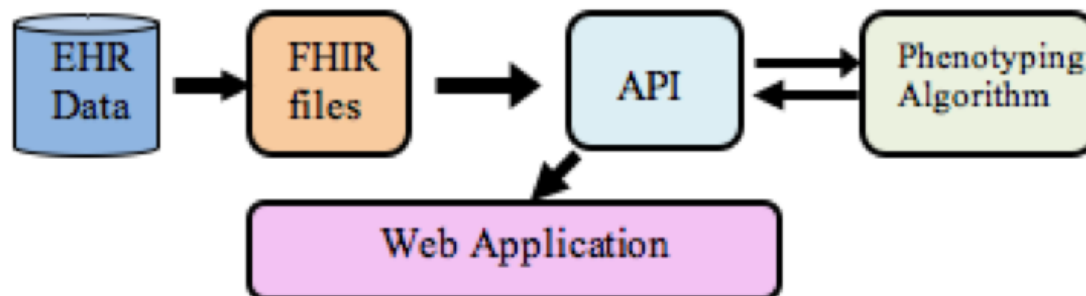 EHR
Data
FHIR
files
API
Phenotyping
Algorithm
Web Application